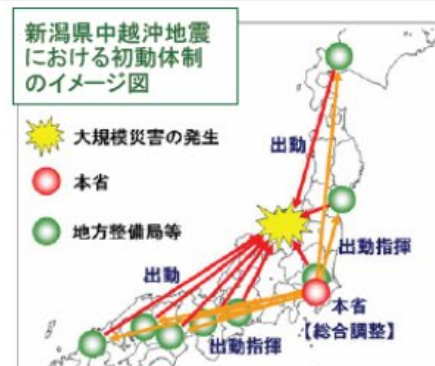 新潟県中越沖地震
における初動体制
のイメージ図
大規模災害の発生
本省
地方整備局等
出動
出動指揮
出動
本省
【総合調整】
出動指揮